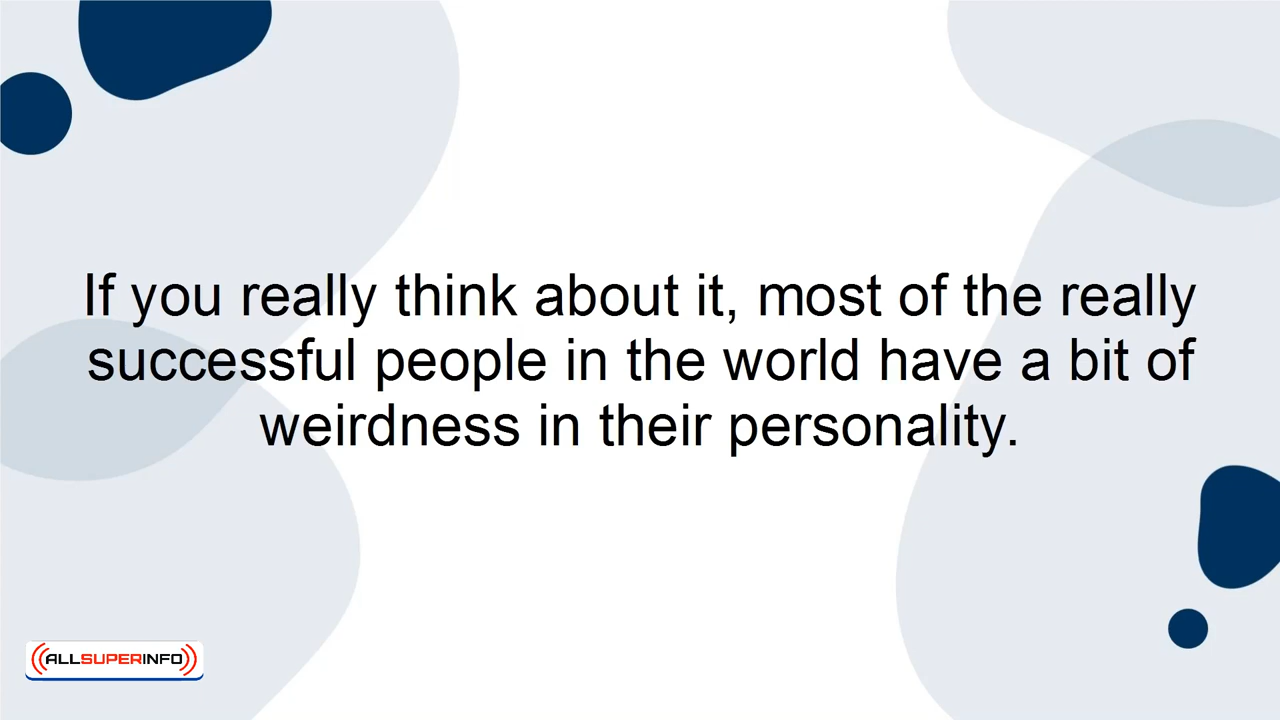 If you really think about it, most of the really
successful people in the world have a bit of
weirdness in their personality.
ALLSUPERINFO